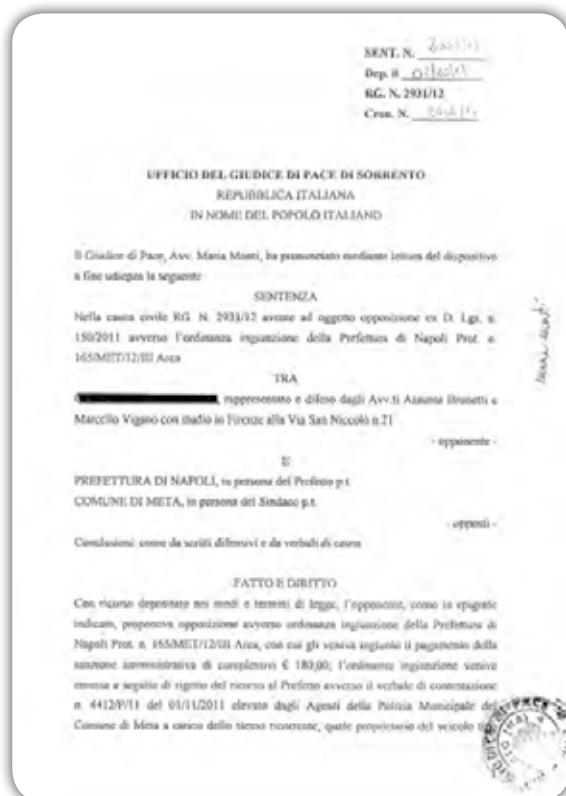 SENT. N.
Dep. il
RG. N. 2931/12
Cron. N.
UFFICIO DEL GIUDICE DI PACE DI SORRENTO
REPUBBLICA ITALIANA
IN NOME DEL POPOLO ITALIANO
Il Giudice di Pace, Avv. Maria Monti, ha pronunciato mediante lettura del dispositivo
a fine udienza la seguente
SENTENZA
Nella causa civile RG. N. 2931/12 avente ad oggetto opposizione ex D. Lgs. n.
150/2011 avverso l'ordinanza ingiunzione della Prefettura di Napoli Prot. n.
165/MET/12/III Area
TRA
, rappresentato e difeso dagli Avv.ti Assunta Brunetti e
Marcello Viganò con studio in Firenze alla Via San Niccolò n.21
- opponente -
E
PREFETTURA DI NAPOLI, in persona del Prefetto p.t.
COMUNE DI META, in persona del Sindaco p.t.
- opposti -
Conclusioni: come da scritti difensivi e da verbali di causa
FATTO E DIRITTO
Con ricorso depositato nei modi e termini di legge, l'opponente, come in epigrafe
indicato, proponeva opposizione avverso ordinanza ingiunzione della Prefettura di
Napoli Prot. n. 165/MET/12/III Area, con cui gli veniva ingiunto il pagamento della
sanzione amministrativa di complessivi € 180,00; l'ordinanza ingiunzione veniva
emessa a seguito di rigetto del ricorso al Prefetto avverso il verbale di contestazione
n. 4412/P/11 del 01/11/2011 elevato dagli Agenti della Polizia Municipale del
Comune di Meta a carico dello stesso ricorrente, quale proprietario del veicolo